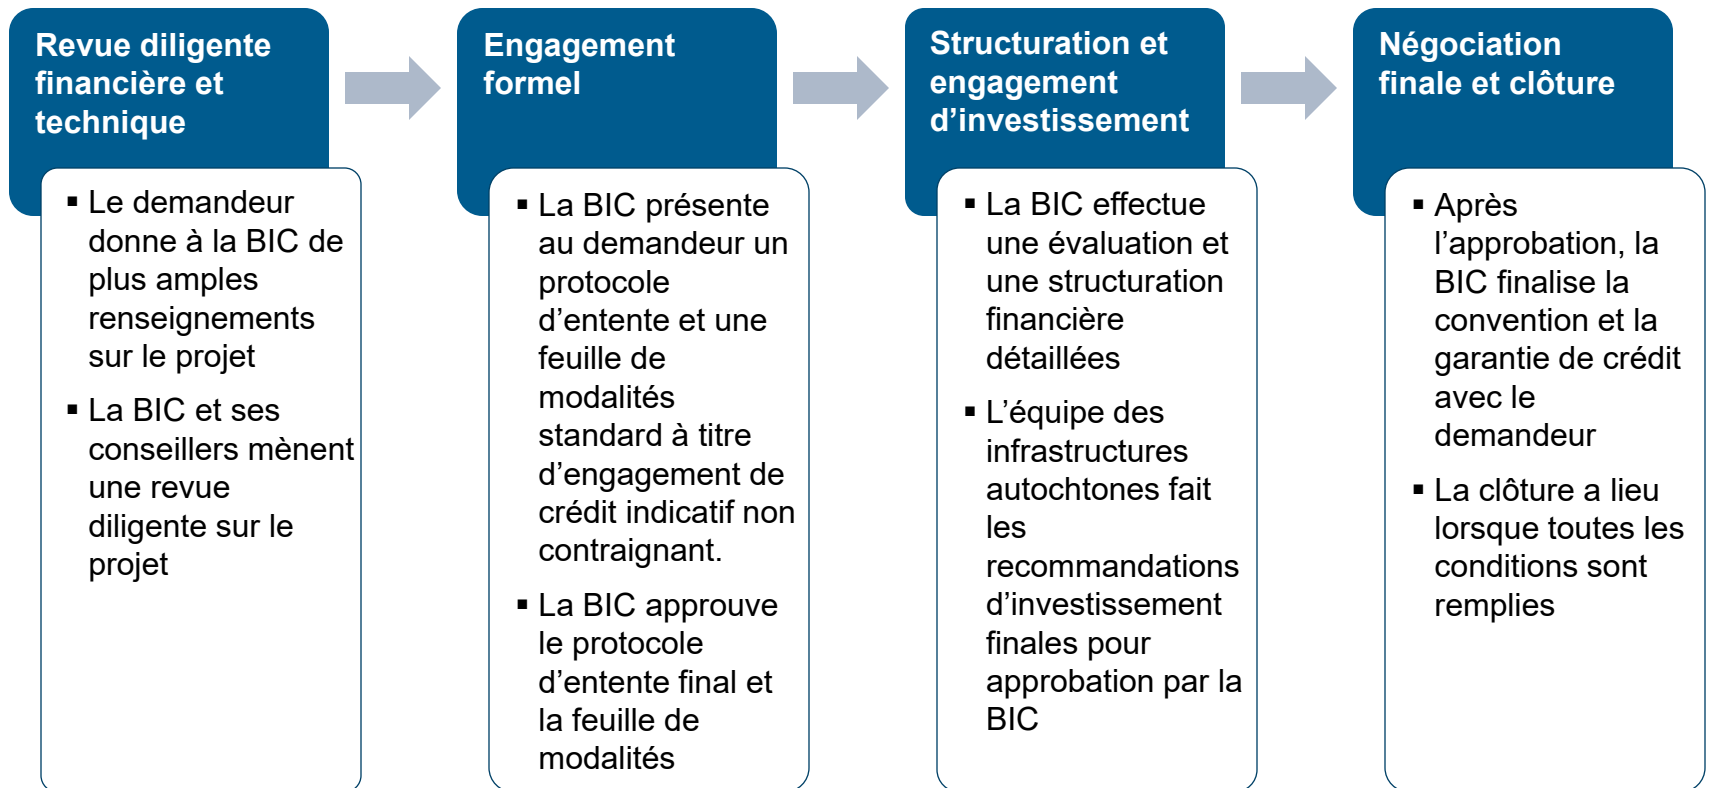 Revue diligente
financière et
technique
▪ Le demandeur
donne à la BIC de
plus amples
renseignements
sur le projet
▪ La BIC et ses
conseillers mènent
une revue
diligente sur le
projet
Engagement
formel
▪ La BIC présente
au demandeur un
protocole
d’entente et une
feuille de
modalités
standard à titre
d’engagement de
crédit indicatif non
contraignant.
▪ La BIC approuve
le protocole
d’entente final et
la feuille de
modalités
Structuration et
engagement
d’investissement
▪ La BIC effectue
une évaluation et
une structuration
financière
détaillées
▪ L’équipe des
infrastructures
autochtones fait
les
recommandations
d’investissement
finales pour
approbation par la
BIC
Négociation
finale et clôture
▪ Après
l’approbation, la
BIC finalise la
convention et la
garantie de crédit
avec le
demandeur
▪ La clôture a lieu
lorsque toutes les
conditions sont
remplies